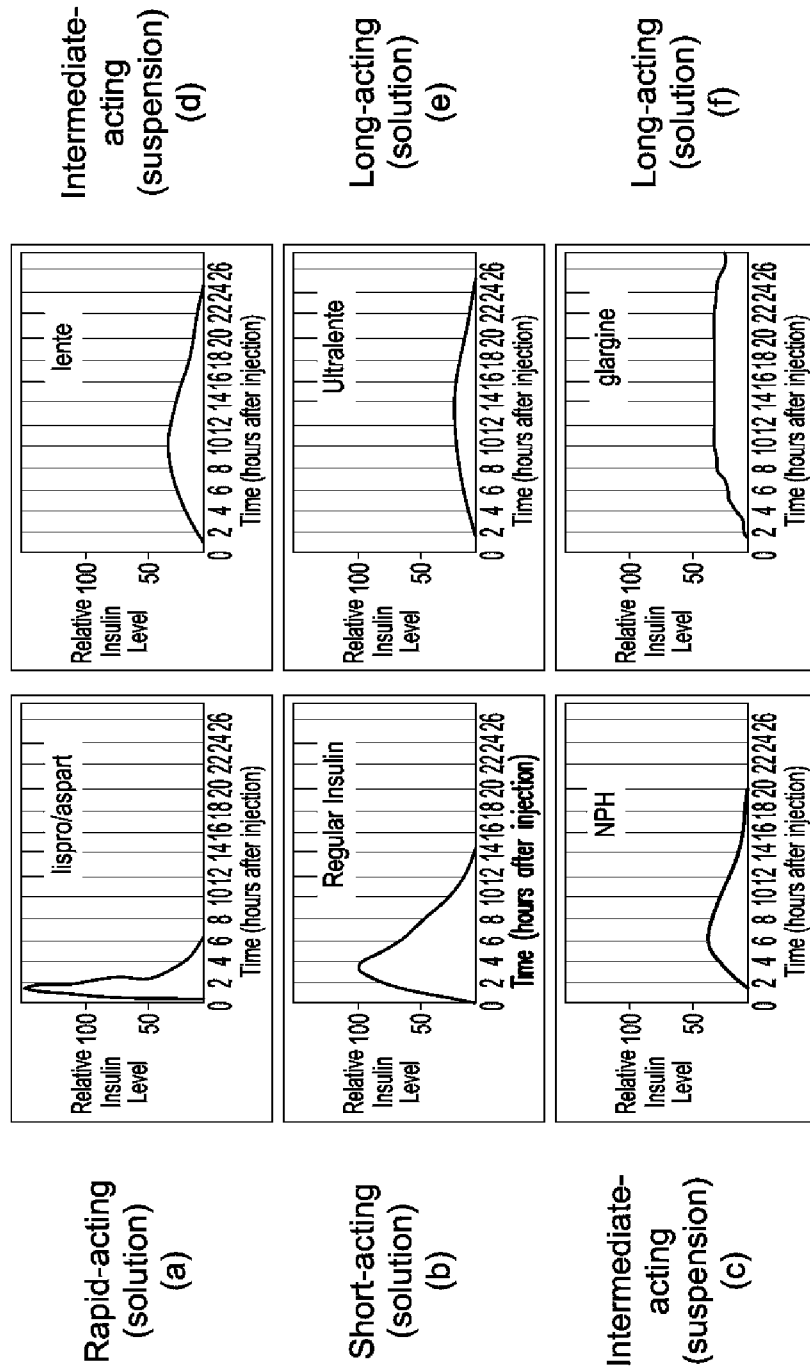 Rapid-acting
(solution)
(a)
Relative 100
Insulin
Level
50
lispro/aspart
0 2 4 6 8 10 12 14 16 18 20 22 24 26
Time (hours after injection)
Short-acting
(solution)
(b)
Relative 100
Insulin
Level
50
Regular Insulin
0 2 4 6 8 10 12 14 16 18 20 22 24 26
Time (hours after injection)
Intermediate-
acting
(suspension)
(c)
Relative 100
Insulin
Level
50
NPH
0 2 4 6 8 10 12 14 16 18 20 22 24 26
Time (hours after injection)
Relative 100
Insulin
Level
50
lente
0 2 4 6 8 10 12 14 16 18 20 22 24 26
Time (hours after injection)
Intermediate-
acting
(suspension)
(d)
Relative 100
Insulin
Level
50
Ultralente
0 2 4 6 8 10 12 14 16 18 20 22 24 26
Time (hours after injection)
Long-acting
(solution)
(e)
Relative 100
Insulin
Level
50
glargine
0 2 4 6 8 10 12 14 16 18 20 22 24 26
Time (hours after injection)
Long-acting
(solution)
(f)